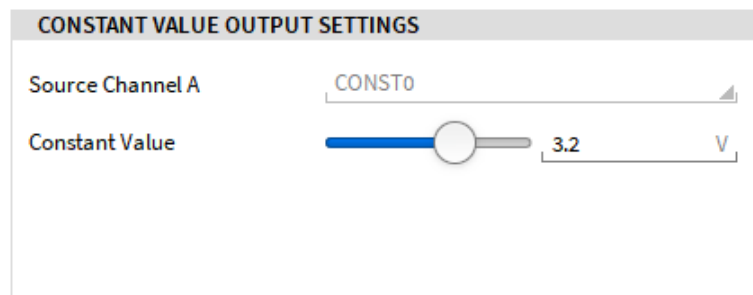 CONSTANT VALUE OUTPUT SETTINGS
Source Channel A CONST0
Constant Value 3.2 V